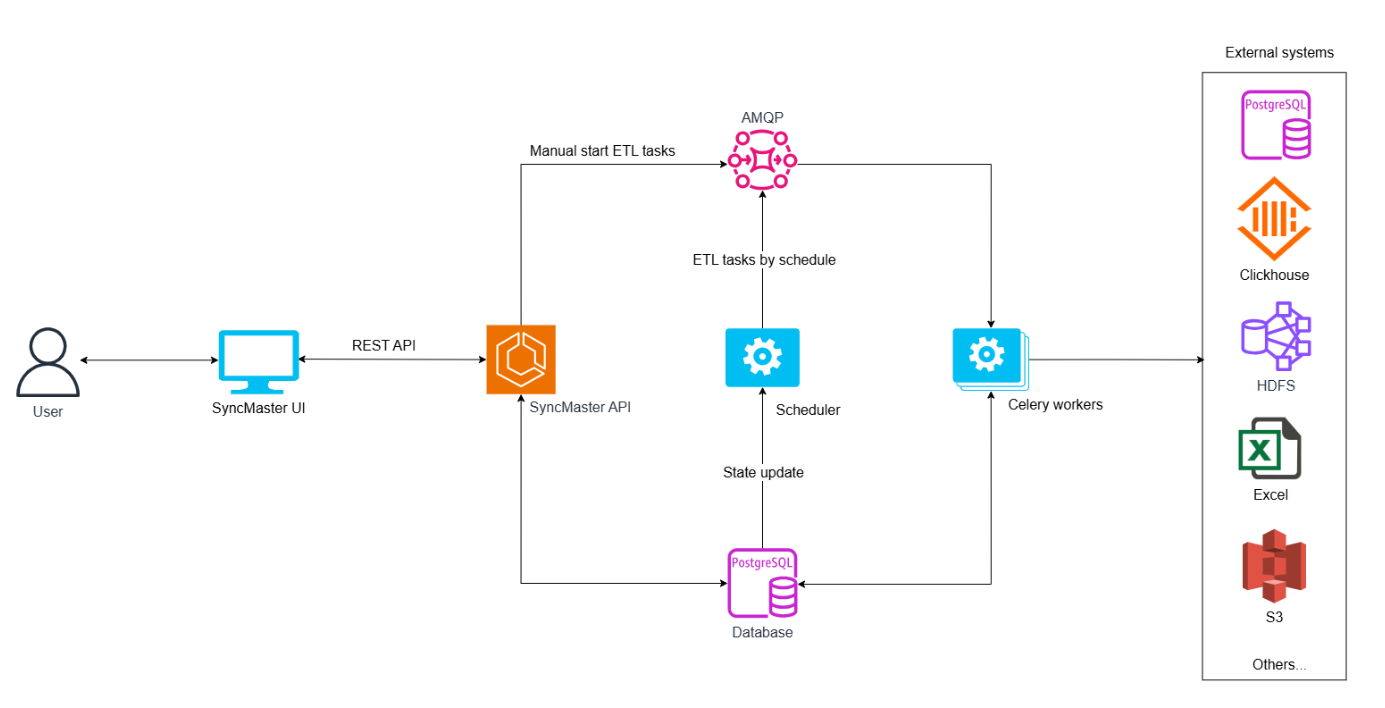 External systems
PostgreSQL
AMQP
Manual start ETL tasks
ETL tasks by schedule
Clickhouse
REST API
HDFS
User
SyncMaster UI
SyncMaster API
Scheduler
Celery workers
State update
Excel
PostgreSQL
Database
S3
Others...